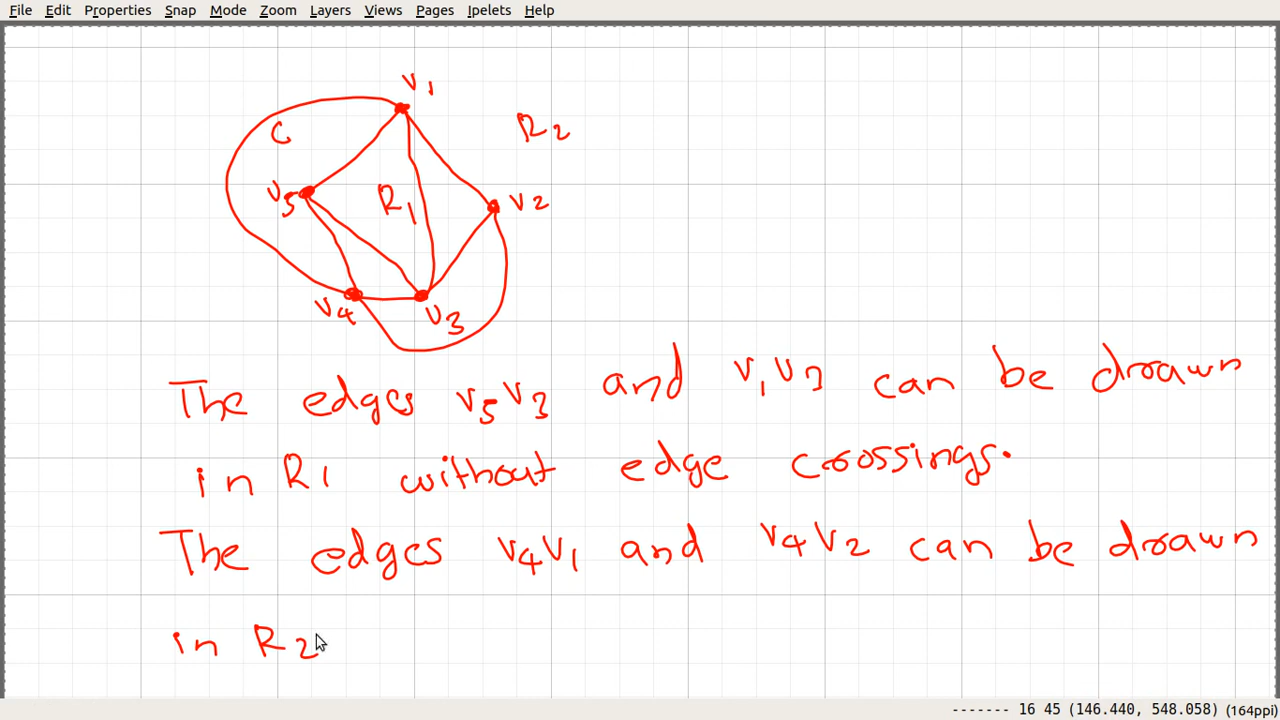 File Edit Properties Snap Mode Zoom Layers Views Pages Ipelets Help
v1
C
R2
v5
R1
v2
v4
v3
The edges v5v3 and v1v3 can be drawn
in R1 without edge crossings.
The edges v4v1 and v4v2 can be drawn
in R2
------- 16 45 (146.440, 548.058) (164ppi)